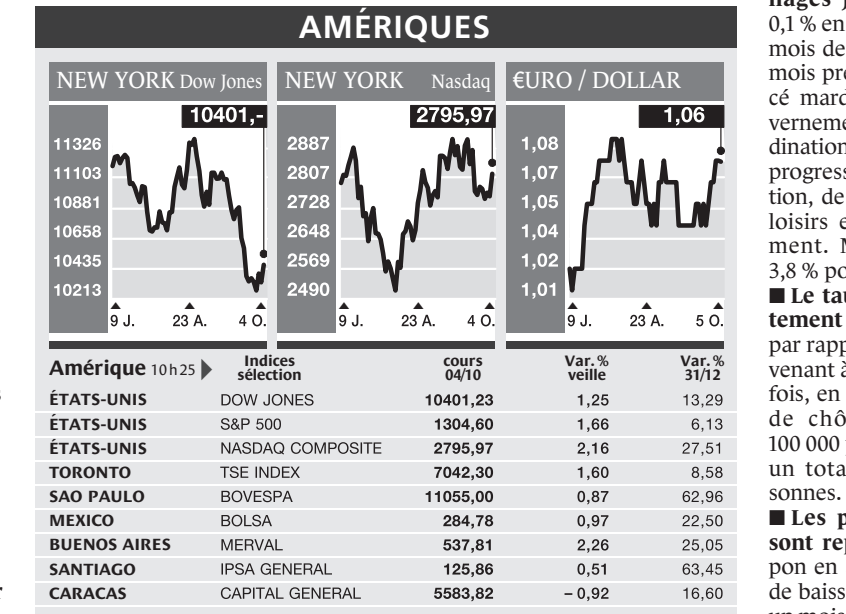 AMÉRIQUES
NEW YORK Dow Jones
10401,-
11326
11103
10881
10658
10435
10213
9 J. 23 A. 4 O.
NEW YORK Nasdaq
2795,97
2887
2807
2728
2648
2569
2490
9 J. 23 A. 4 O.
€URO / DOLLAR
1,06
1,08
1,07
1,05
1,04
1,02
1,01
9 J. 23 A. 5 O.
Amérique 10h25 Indices sélection cours 04/10 Var. % veille Var. % 31/12
ÉTATS-UNIS DOW JONES 10401,23 1,25 13,29
ÉTATS-UNIS S&P 500 1304,60 1,66 6,13
ÉTATS-UNIS NASDAQ COMPOSITE 2795,97 2,16 27,51
TORONTO TSE INDEX 7042,30 1,60 8,58
SAO PAULO BOVESPA 11055,00 0,87 62,96
MEXICO BOLSA 284,78 0,97 22,50
BUENOS AIRES MERVAL 537,81 2,26 25,05
SANTIAGO IPSA GENERAL 125,86 0,51 63,45
CARACAS CAPITAL GENERAL 5583,82 – 0,92 16,60
0,1 % en
mois de
mois pre
cé mard
verneme
dination
progress
tion, de
loisirs e
ment. M
3,8 % po
■ Le tau
tement
par rapp
venant à
fois, en
de chô
100 000
un tota
sonnes.
■ Les p
sont rep
pon en
de baiss